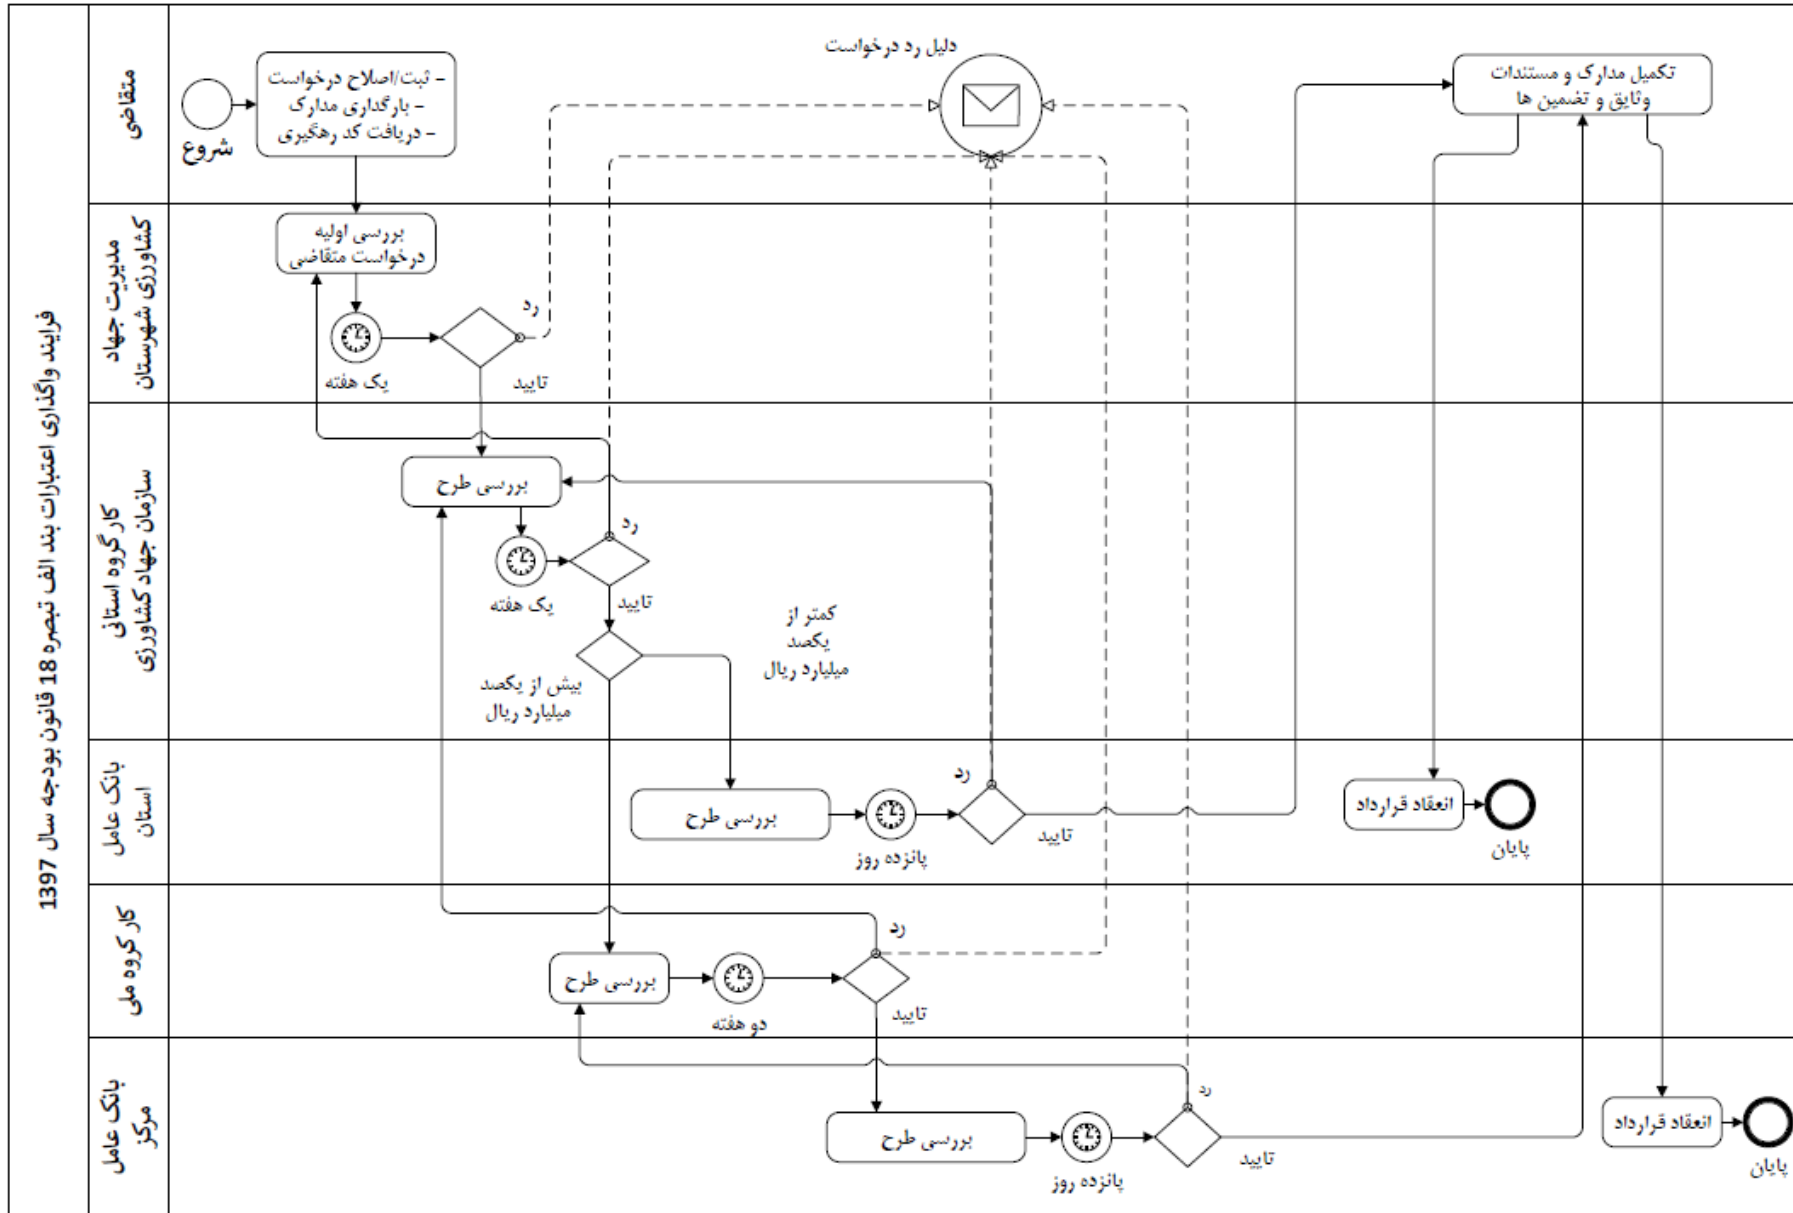 فرایند واگذاری اعتبارات بند الف تبصره 18 قانون بودجه سال 1397
متقاضی
شروع
- ثبت/اصلاح درخواست
- بارگذاری مدارک
- دریافت کد رهگیری
دلیل رد درخواست
تکمیل مدارک و مستندات
وثایق و تضمین ها
مدیریت جهاد
کشاورزی شهرستان
بررسی اولیه
درخواست متقاضی
یک هفته
رد
تایید
کارگروه استانی
سازمان جهاد کشاورزی
بررسی طرح
یک هفته
رد
تایید
کمتر از
یکصد
میلیارد ریال
بیش از یکصد
میلیارد ریال
بانک عامل
استان
بررسی طرح
پانزده روز
رد
تایید
انعقاد قرارداد
پایان
کار کروه ملی
بررسی طرح
دو هفته
رد
تایید
بانک عامل
مرکز
بررسی طرح
پانزده روز
رد
تایید
انعقاد قرارداد
پایان